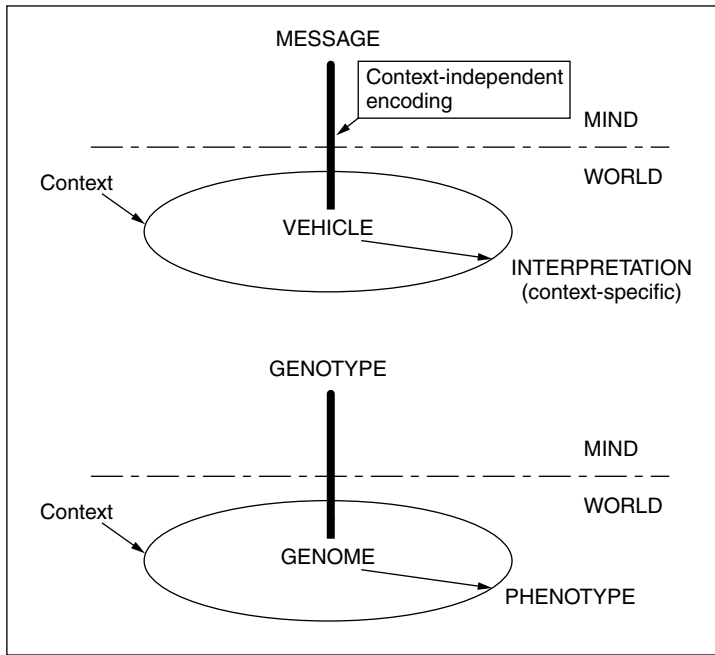 MESSAGE
Context-independent
encoding
MIND
WORLD
Context
VEHICLE
INTERPRETATION
(context-specific)
GENOTYPE
MIND
WORLD
Context
GENOME
PHENOTYPE